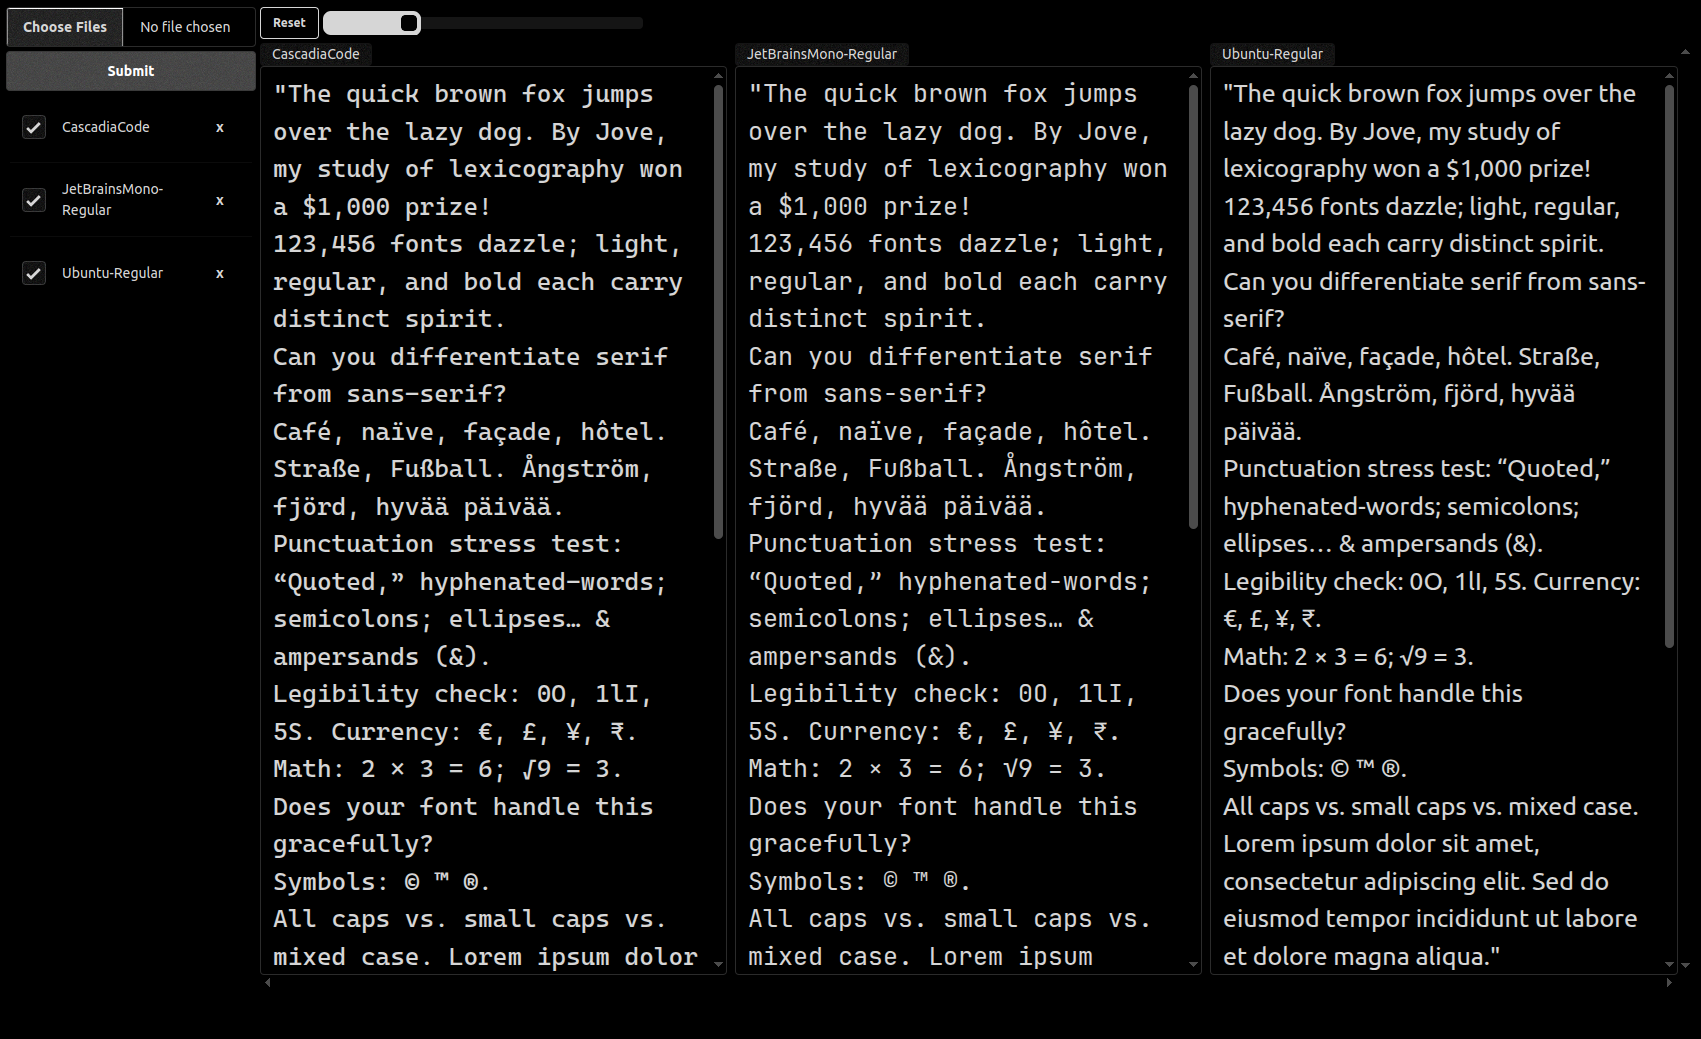 Choose Files No file chosen
Submit
CascadiaCode x
JetBrainsMono-
Regular x
Ubuntu-Regular x
Reset
CascadiaCode
"The quick brown fox jumps
over the lazy dog. By Jove,
my study of lexicography won
a $1,000 prize!
123,456 fonts dazzle; light,
regular, and bold each carry
distinct spirit.
Can you differentiate serif
from sans-serif?
Café, naïve, façade, hôtel.
Straße, Fußball. Ångström,
fjörd, hyvää päivää.
Punctuation stress test:
“Quoted,” hyphenated-words;
semicolons; ellipses… &
ampersands (&).
Legibility check: 0O, 1lI,
5S. Currency: €, £, ¥, ₹.
Math: 2 × 3 = 6; √9 = 3.
Does your font handle this
gracefully?
Symbols: © ™ ®.
All caps vs. small caps vs.
mixed case. Lorem ipsum dolor
JetBrainsMono-Regular
"The quick brown fox jumps
over the lazy dog. By Jove,
my study of lexicography won
a $1,000 prize!
123,456 fonts dazzle; light,
regular, and bold each carry
distinct spirit.
Can you differentiate serif
from sans-serif?
Café, naïve, façade, hôtel.
Straße, Fußball. Ångström,
fjörd, hyvää päivää.
Punctuation stress test:
“Quoted,” hyphenated-words;
semicolons; ellipses… &
ampersands (&).
Legibility check: 0O, 1lI,
5S. Currency: €, £, ¥, ₹.
Math: 2 × 3 = 6; √9 = 3.
Does your font handle this
gracefully?
Symbols: © ™ ®.
All caps vs. small caps vs.
mixed case. Lorem ipsum
Ubuntu-Regular
"The quick brown fox jumps over the
lazy dog. By Jove, my study of
lexicography won a $1,000 prize!
123,456 fonts dazzle; light, regular,
and bold each carry distinct spirit.
Can you differentiate serif from sans-
serif?
Café, naïve, façade, hôtel. Straße,
Fußball. Ångström, fjörd, hyvää
päivää.
Punctuation stress test: “Quoted,”
hyphenated-words; semicolons;
ellipses… & ampersands (&).
Legibility check: 0O, 1lI, 5S. Currency:
€, £, ¥, ₹.
Math: 2 × 3 = 6; √9 = 3.
Does your font handle this
gracefully?
Symbols: © ™ ®.
All caps vs. small caps vs. mixed case.
Lorem ipsum dolor sit amet,
consectetur adipiscing elit. Sed do
eiusmod tempor incididunt ut labore
et dolore magna aliqua."